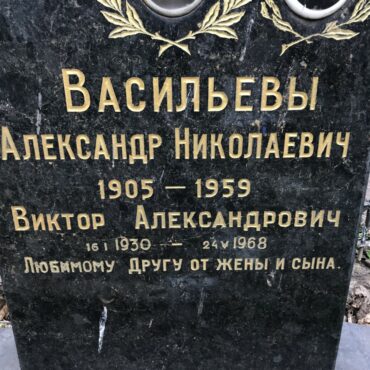 Васильевы
Александр Николаевич
1905 — 1959
Виктор Александрович
16 I 1930 — 24 V 1968
Любимому Другу от жены и сына.